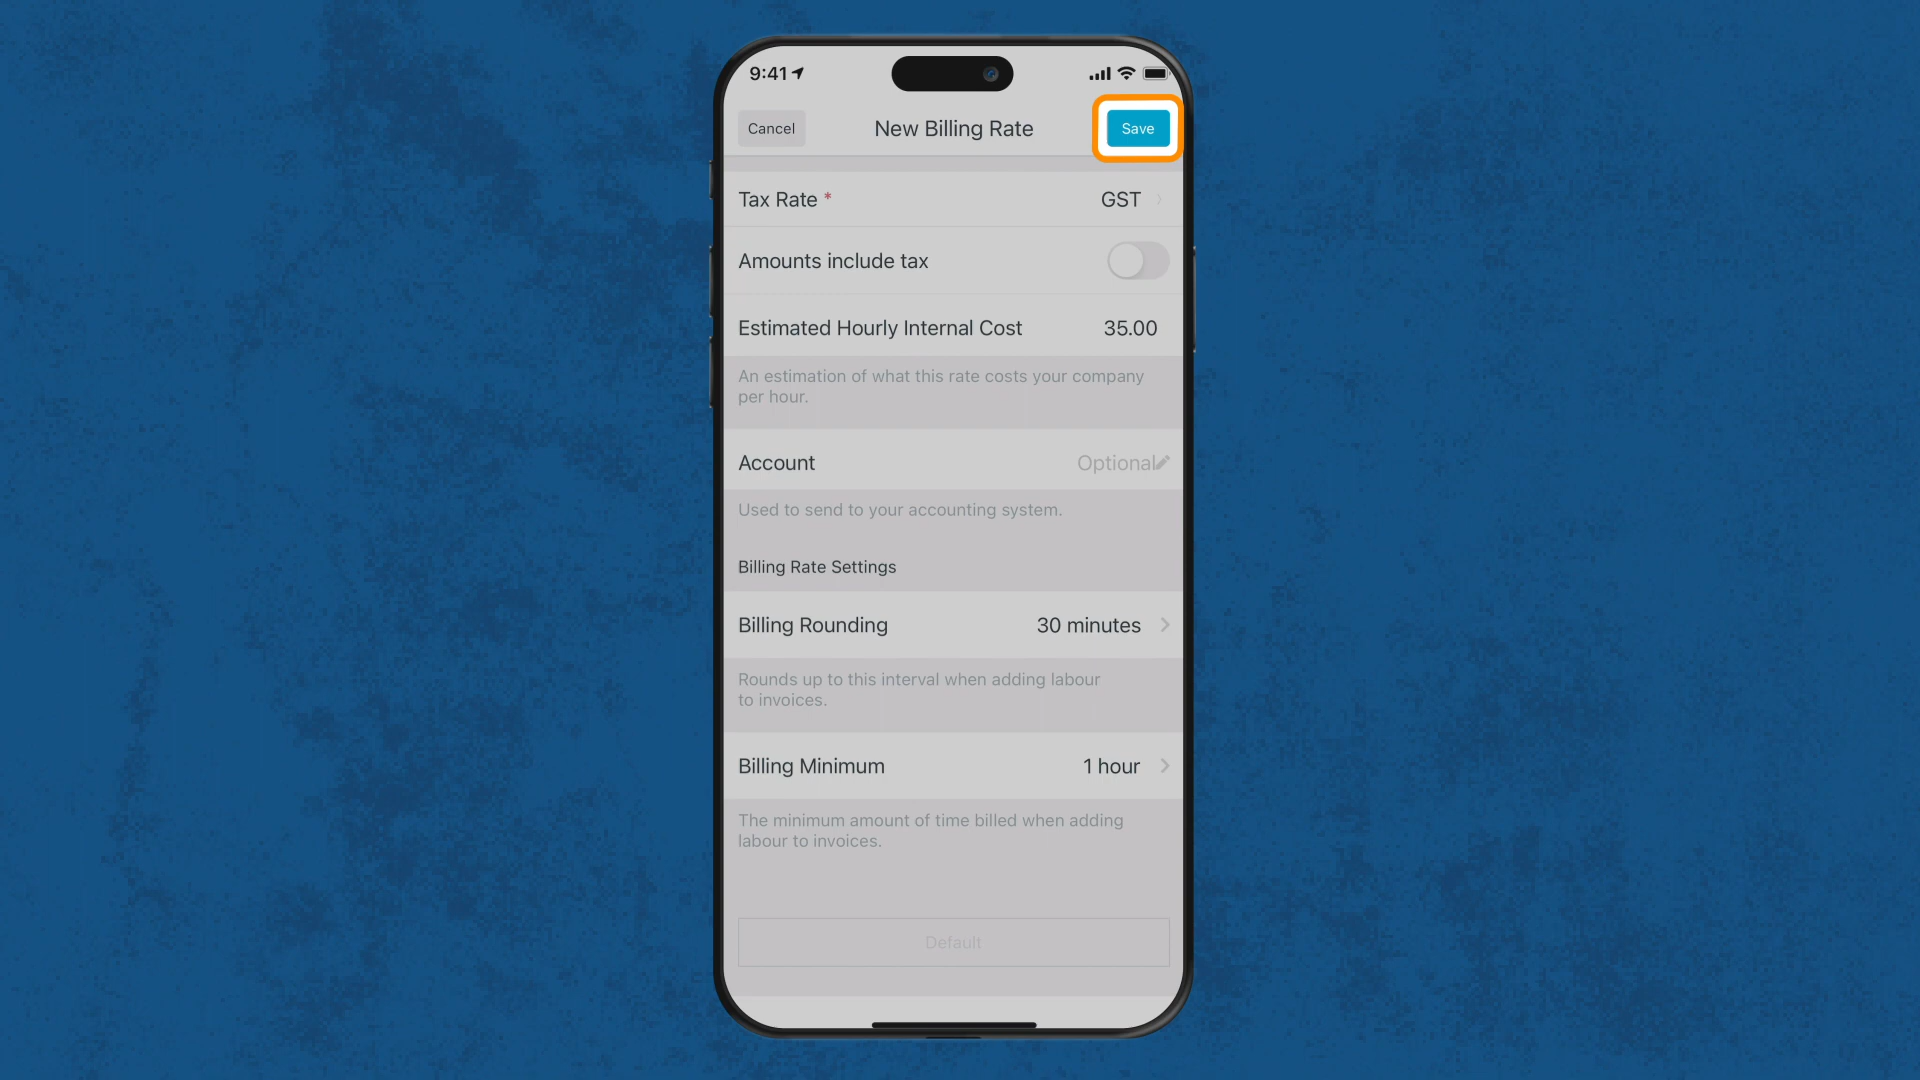 9:41
Cancel
New Billing Rate
Save
Tax Rate *
GST
Amounts include tax
Estimated Hourly Internal Cost
35.00
An estimation of what this rate costs your company
per hour.
Account
Optional
Used to send to your accounting system.
Billing Rate Settings
Billing Rounding
30 minutes
Rounds up to this interval when adding labour
to invoices.
Billing Minimum
1 hour
The minimum amount of time billed when adding
labour to invoices.
Default